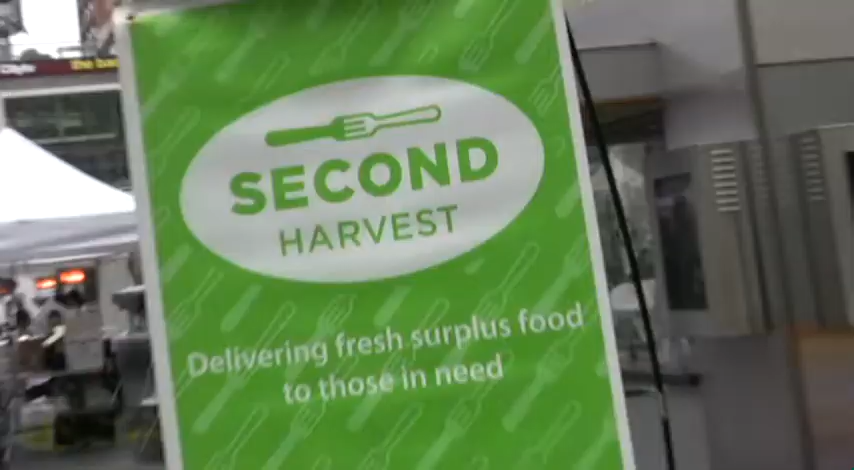 SECOND
HARVEST
Delivering fresh surplus food
to those in need